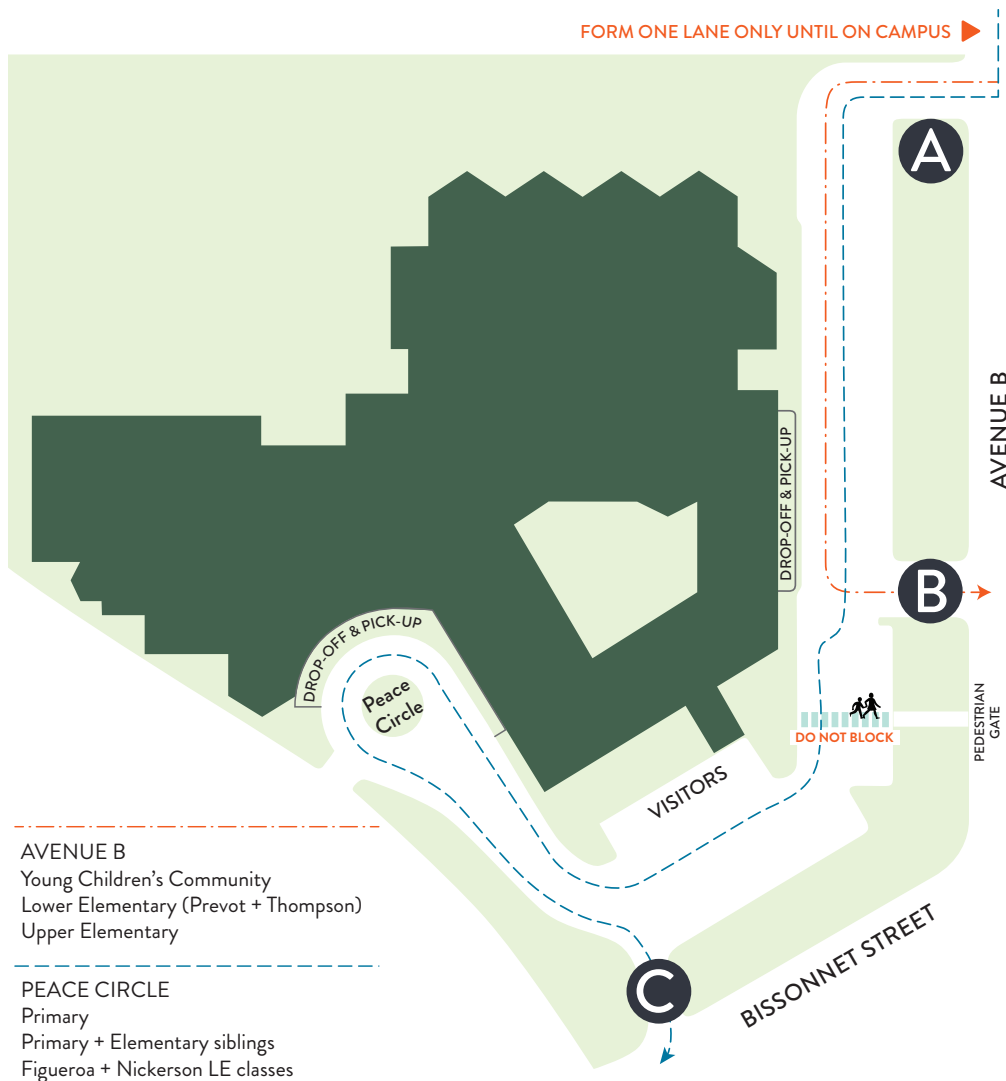 FORM ONE LANE ONLY UNTIL ON CAMPUS
A
AVENUE B
DROP-OFF & PICK-UP
B
DROP-OFF & PICK-UP
Peace
Circle
PEDESTRIAN
GATE
DO NOT BLOCK
VISITORS
AVENUE B
Young Children's Community
Lower Elementary (Prevot + Thompson)
Upper Elementary
BISSONNET STREET
C
PEACE CIRCLE
Primary
Primary + Elementary siblings
Figueroa + Nickerson LE classes